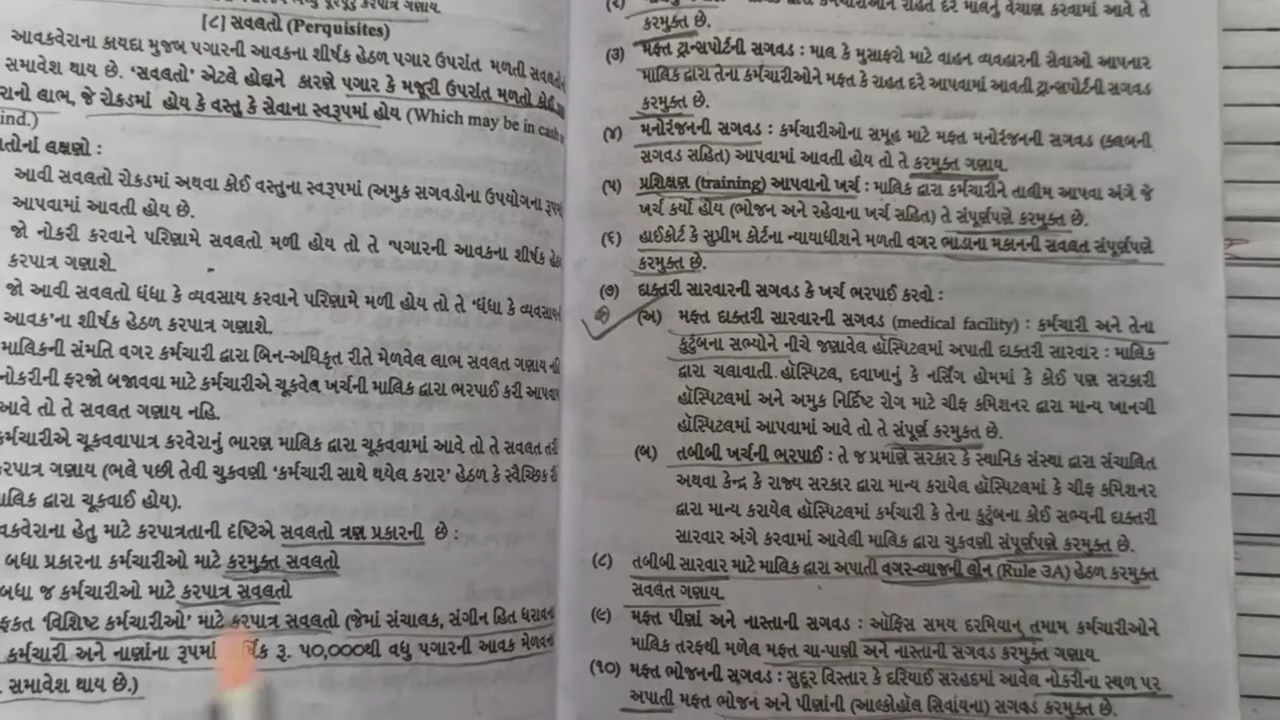 કરપાત્ર ગણાય.
[૮] સવલતો (Perquisites)
આવકવેરાના કાયદા મુજબ પગારની આવકના શીર્ષક હેઠળ પગાર ઉપરાંત મળતી
સમાવેશ થાય છે. ‘સવલતો’ એટલે હોદ્દાને કારણે પગાર કે મજૂરી ઉપરાંત મળતો કોઈ
લાભ, જે રોકડમાં હોય કે વસ્તુ કે સેવાના સ્વરૂપમાં હોય (Which may be in cash
ind.)
લક્ષણો :
આવી સવલતો રોકડમાં અથવા કોઈ વસ્તુના સ્વરૂપમાં (અમુક સગવડોના ઉપયોગના
આપવામાં આવતી હોય છે.
જો નોકરી કરવાને પરિણામે સવલતો મળી હોય તો તે ‘પગારની આવકના શીર્ષક
કરપાત્ર ગણાશે.
જો આવી સવલતો ધંધા કે વ્યવસાય કરવાને પરિણામે મળી હોય તો તે ‘ધંધા કે
આવક’ના શીર્ષક હેઠળ કરપાત્ર ગણાશે.
માલિકની સંમતિ વગર કર્મચારી દ્વારા બિન-અધિકૃત રીતે મેળવેલ લાભ સવલત ગણાય
નોકરીની ફરજો બજાવવા માટે કર્મચારીએ ચૂકવેલ ખર્ચની માલિક દ્વારા ભરપાઈ કરી
આવે તો તે સવલત ગણાય નહિ.
કર્મચારીએ ચૂકવવાપાત્ર કરવેરાનું ભારણ માલિક દ્વારા ચૂકવવામાં આવે તો તે સવલત
ગણાય (ભલે પછી તેવી ચુકવણી ‘કર્મચારી સાથે થયેલ કરાર’ હેઠળ કે સ્વૈચ્છિક
દ્વારા ચૂકવાઈ હોય).
હેતુ માટે કરપાત્રતાની દૃષ્ટિએ સવલતો ત્રણ પ્રકારની છે :
બધા પ્રકારના કર્મચારીઓ માટે કરમુક્ત સવલતો
બધા જ કર્મચારીઓ માટે કરપાત્ર સવલતો
ફકત ‘વિશિષ્ટ કર્મચારીઓ’ માટે કરપાત્ર સવલતો (જેમાં સંચાલક, સંગીન હિત
કર્મચારી અને નાણાંના રૂપમાં રૂ. ૫૦,૦૦૦થી વધુ પગારની આવક
સમાવેશ થાય છે.)
રાહત દરે માલનું વેચાણ કરવામાં આવે તે
કરમુક્ત છે.
(૩) મફત ટ્રાન્સપોર્ટની સગવડ : માલ કે મુસાફરો માટે વાહન વ્યવહારની સેવાઓ આપનાર
માલિક દ્વારા તેના કર્મચારીઓને મફત કે રાહત દરે આપવામાં આવતી ટ્રાન્સપોર્ટની સગવડ
કરમુક્ત છે.
(૪) મનોરંજનની સગવડ : કર્મચારીઓના સમૂહ માટે મફત મનોરંજનની સગવડ (ક્લબની
સગવડ સહિત) આપવામાં આવતી હોય તો તે કરમુક્ત ગણાય.
(૫) પ્રશિક્ષણ (training) આપવાનો ખર્ચ : માલિક દ્વારા કર્મચારીને તાલીમ આપવા અંગે જે
ખર્ચ કર્યો હોય (ભોજન અને રહેવાના ખર્ચ સહિત) તે સંપૂર્ણપણે કરમુક્ત છે.
(૬) હાઈકોર્ટ કે સુપ્રીમ કોર્ટના ન્યાયાધીશને મળતી વગર ભાડાના મકાનની સવલત સંપૂર્ણપણે
કરમુક્ત છે.
(૭) દાક્તરી સારવારની સગવડ કે ખર્ચ ભરપાઈ કરવો :
(અ) મફત દાક્તરી સારવારની સગવડ (medical facility) : કર્મચારી અને તેના
કુટુંબના સભ્યોને નીચે જણાવેલ હૉસ્પિટલમાં અપાતી દાક્તરી સારવાર : માલિક
દ્વારા ચલાવાતી હૉસ્પિટલ, દવાખાનું કે નર્સિંગ હોમમાં કે કોઈ પણ સરકારી
હૉસ્પિટલમાં અને અમુક નિર્દિષ્ટ રોગ માટે ચીફ કમિશનર દ્વારા માન્ય ખાનગી
હૉસ્પિટલમાં આપવામાં આવે તો તે સંપૂર્ણ કરમુક્ત છે.
(બ) તબીબી ખર્ચની ભરપાઈ : તે જ પ્રમાણે સરકાર કે સ્થાનિક સંસ્થા દ્વારા સંચાલિત
અથવા કેન્દ્ર કે રાજ્ય સરકાર દ્વારા માન્ય કરાયેલ હૉસ્પિટલમાં કે ચીફ કમિશનર
દ્વારા માન્ય કરાયેલ હૉસ્પિટલમાં કર્મચારી કે તેના કુટુંબના કોઈ સભ્યની દાક્તરી
સારવાર અંગે કરવામાં આવેલી માલિક દ્વારા ચુકવણી સંપૂર્ણપણે કરમુક્ત છે.
(૮) તબીબી સારવાર માટે માલિક દ્વારા અપાતી વગર-વ્યાજની લોન (Rule 3A) હેઠળ કરમુક્ત
સવલત ગણાય.
(૯) મફત પીણાં અને નાસ્તાની સગવડ : ઑફિસ સમય દરમિયાન તમામ કર્મચારીઓને
માલિક તરફથી મળેલ મફત ચા-પાણી અને નાસ્તાની સગવડ કરમુક્ત ગણાય.
(૧૦) મફત ભોજનની સગવડ : સુદૂર વિસ્તાર કે દરિયાઈ સરહદમાં આવેલ નોકરીના સ્થળ પર
અપાતી મફત ભોજન અને પીણાંની (આલ્કોહૉલ સિવાયના) સગવડ કરમુક્ત છે.